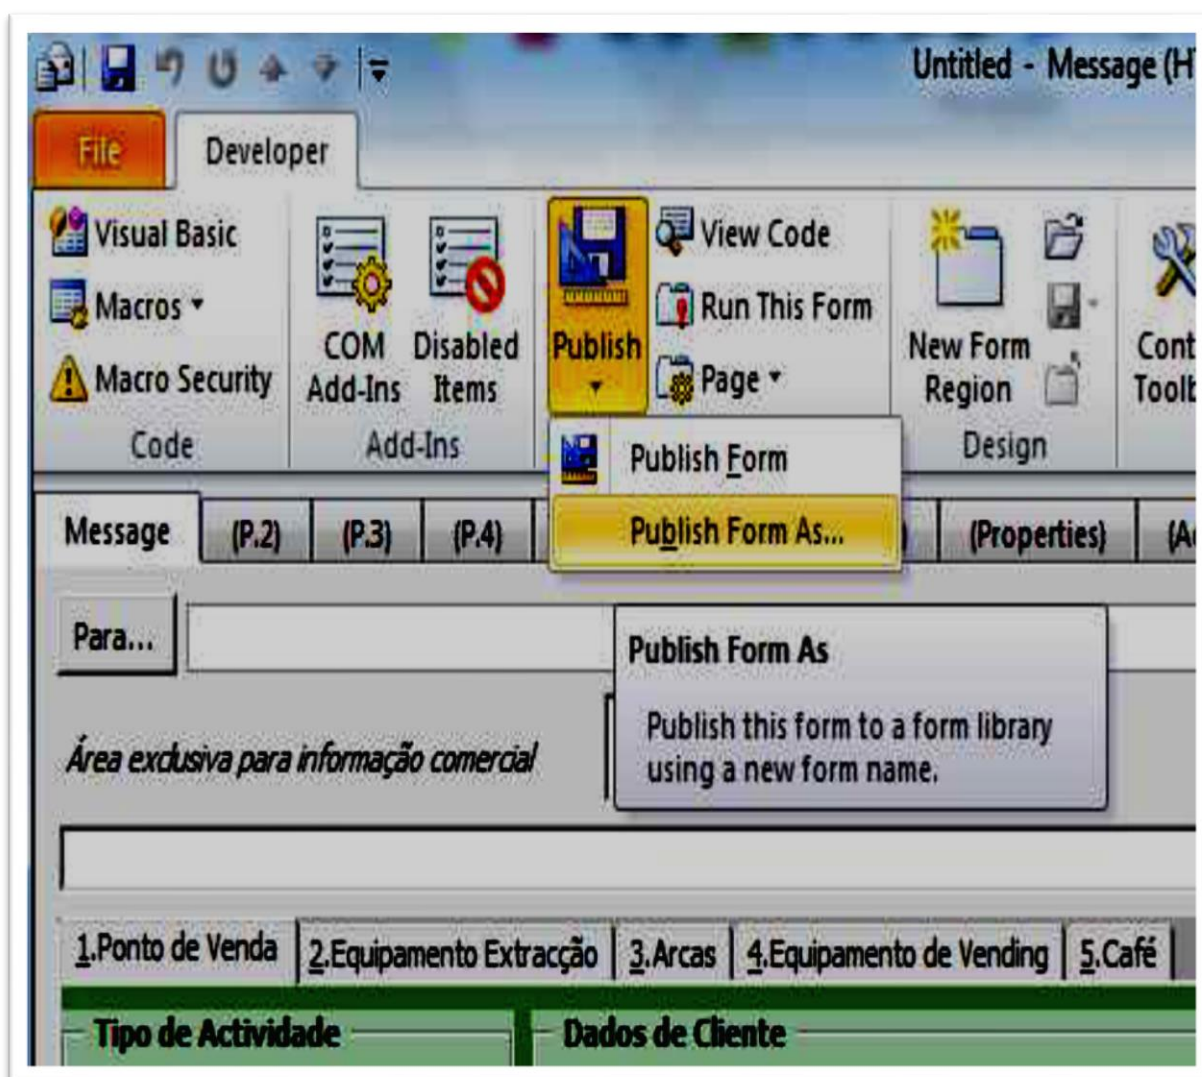 Untitled - Message (H
File Developer
Visual Basic
Macros
Macro Security
Code
COM
Add-Ins
Disabled
Items
Add-Ins
Publish
View Code
Run This Form
Page
New Form
Region
Design
Cont
Toolb
Publish Form
Publish Form As...
Message (P.2) (P.3) (P.4) ) (Properties)
Para...
Publish Form As
Publish this form to a form library
using a new form name.
Área exclusiva para informação comercial
1.Ponto de Venda 2.Equipamento Extracção 3.Arcas 4.Equipamento de Vending 5.Café
Tipo de Actividade Dados de Cliente